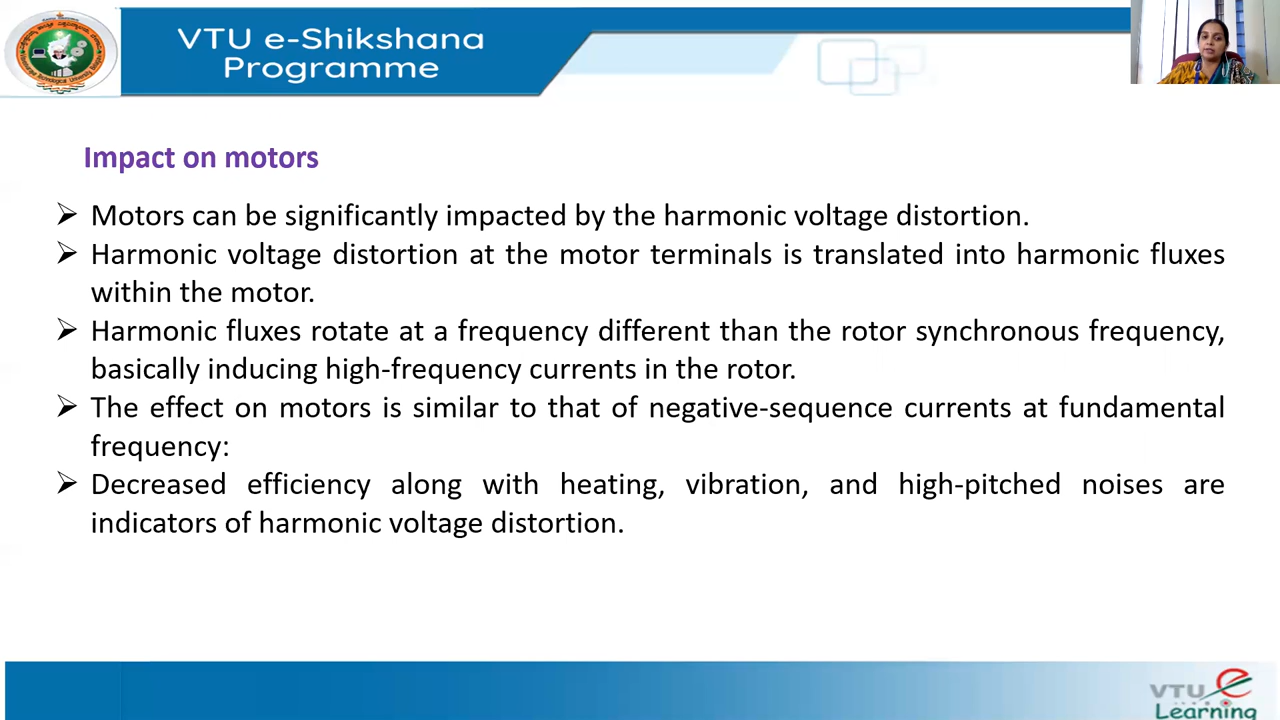 VTU e-Shikshana
Programme
Impact on motors
➢ Motors can be significantly impacted by the harmonic voltage distortion.
➢ Harmonic voltage distortion at the motor terminals is translated into harmonic fluxes
within the motor.
➢ Harmonic fluxes rotate at a frequency different than the rotor synchronous frequency,
basically inducing high-frequency currents in the rotor.
➢ The effect on motors is similar to that of negative-sequence currents at fundamental
frequency:
➢ Decreased efficiency along with heating, vibration, and high-pitched noises are
indicators of harmonic voltage distortion.
VTU e
Learning